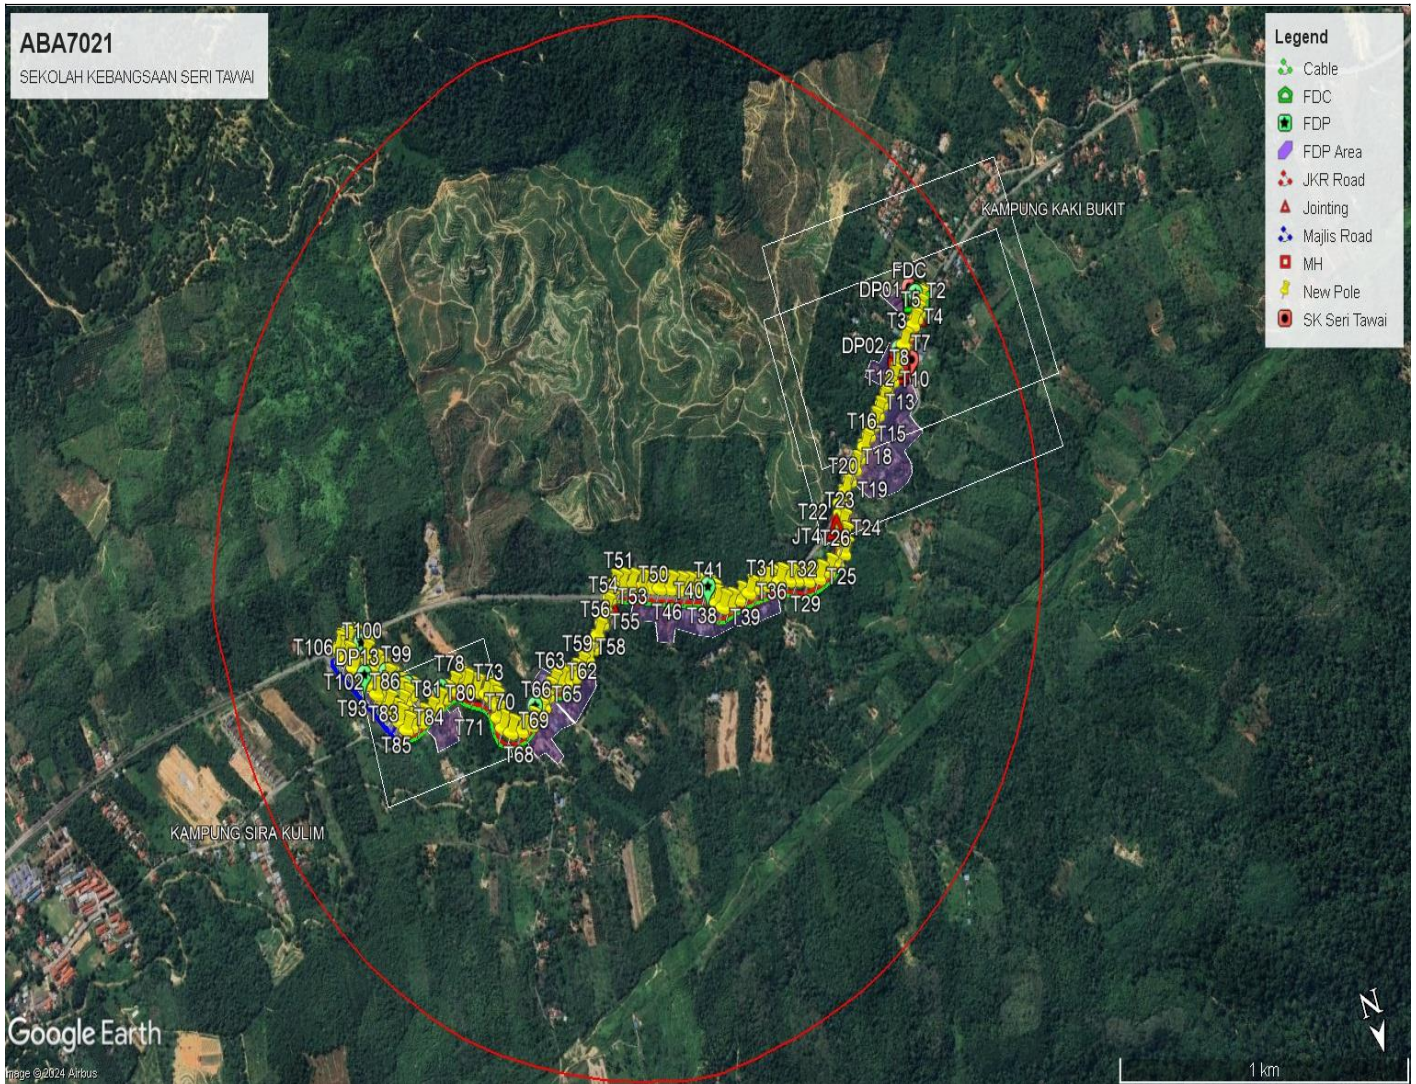 ABA7021
SEKOLAH KEBANGSAAN SERI TAWAI
Legend
Cable
FDC
FDP
FDP Area
JKR Road
Jointing
Majlis Road
MH
New Pole
SK Seri Tawai
KAMPUNG KAKI BUKIT
FDC
DP01 T2
T5
T3 T4
DP02 T7
T8
T12 T10
T13
T16
T15
T20 T18
T19
T23
T22
T24
JT4 T26
T51 T50 T41 T31 T32 T25
T54 T53 T40 T36 T29
T56 T55 T46 T38 T39
T59 T58
T106 T100
DP13 T99
T102 T86 T81 T78 T73 T63 T62
T80 T66 T65
T93 T83 T84 T70 T69
T85 T71 T68
KAMPUNG SIRA KULIM
N
Google Earth
Image © 2024 Airbus
1 km